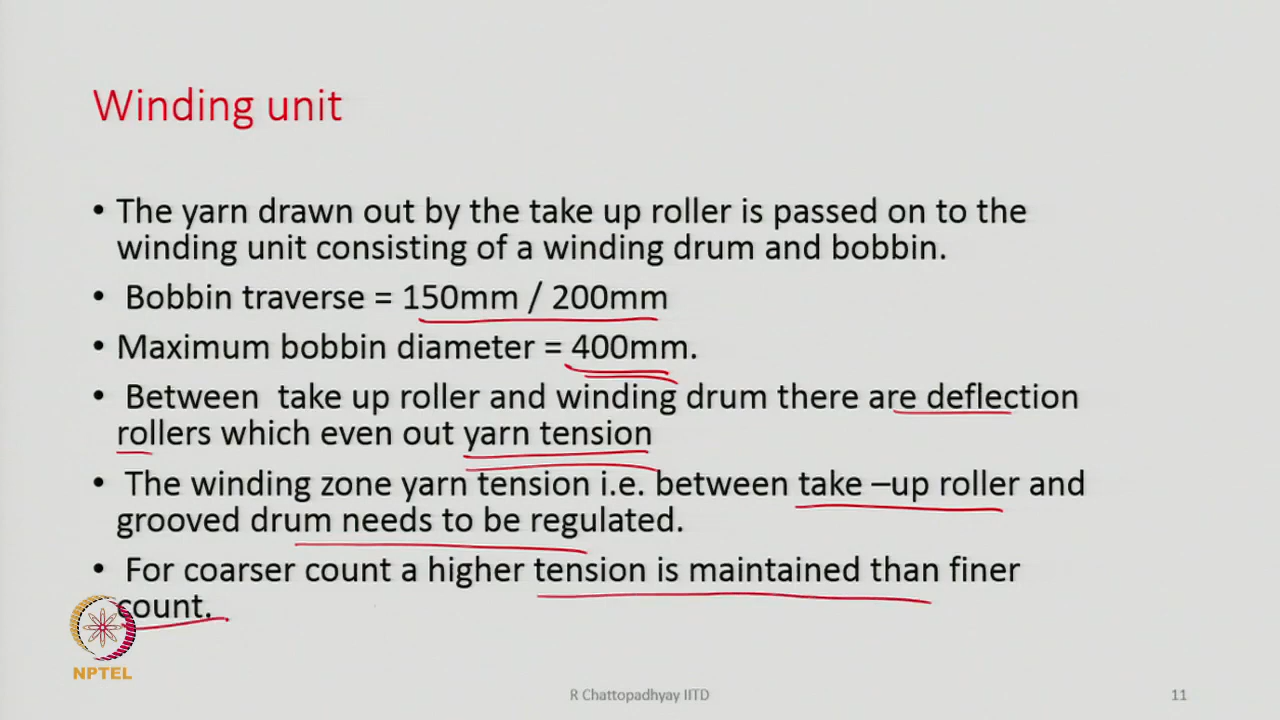 Winding unit
• The yarn drawn out by the take up roller is passed on to the
winding unit consisting of a winding drum and bobbin.
• Bobbin traverse = 150mm / 200mm
• Maximum bobbin diameter = 400mm.
• Between take up roller and winding drum there are deflection
rollers which even out yarn tension
• The winding zone yarn tension i.e. between take –up roller and
grooved drum needs to be regulated.
• For coarser count a higher tension is maintained than finer
count.
NPTEL
R Chattopadhyay IITD
11